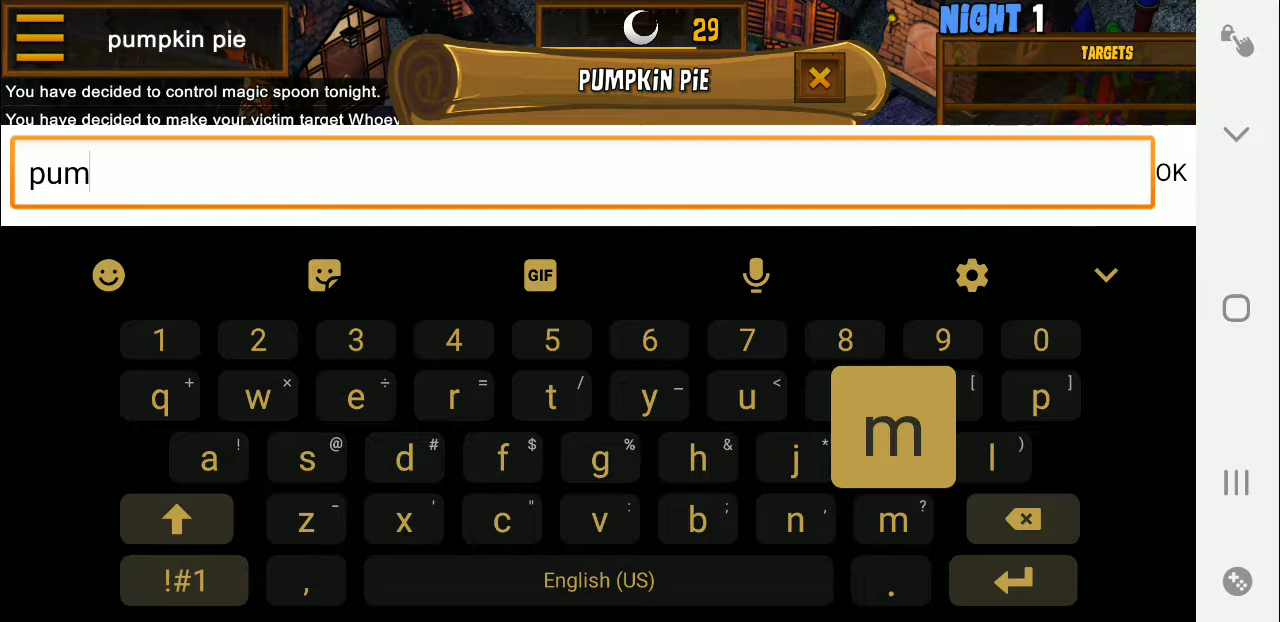 pumpkin pie
29
NIGHT 1
PUMPKIN PIE
TARGETS
You have decided to control magic spoon tonight.
You have decided to make your victim target Whoev
pum
OK
GIF
1 2 3 4 5 6 7 8 9 0
q + w × e ÷ r = t / y _ u < [ p ]
m
a ! s @ d # f $ g % h & j * l )
z - x ' c " v : b ; n , m ?
!#1 , English (US) .